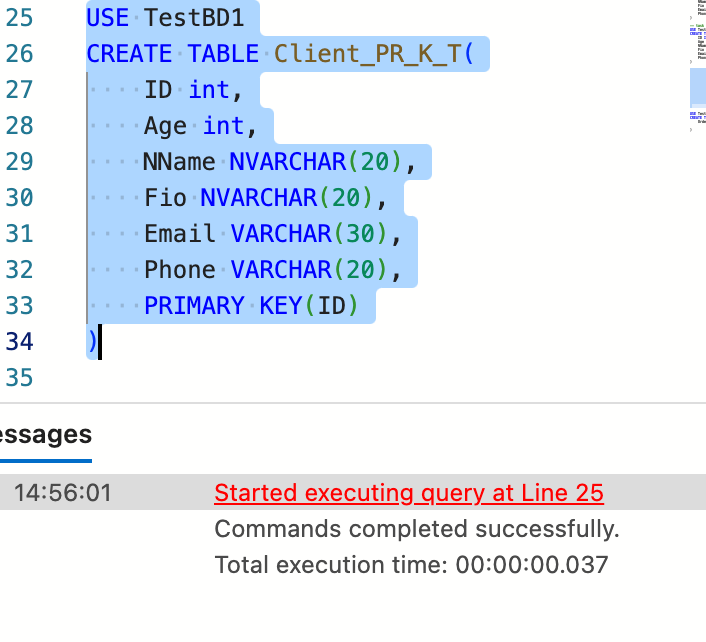 25 USE TestBD1
26 CREATE TABLE Client_PR_K_T(
27 ID int,
28 Age int,
29 NName NVARCHAR(20),
30 Fio NVARCHAR(20),
31 Email VARCHAR(30),
32 Phone VARCHAR(20),
33 PRIMARY KEY(ID)
34 )
35
essages
14:56:01 Started executing query at Line 25
Commands completed successfully.
Total execution time: 00:00:00.037